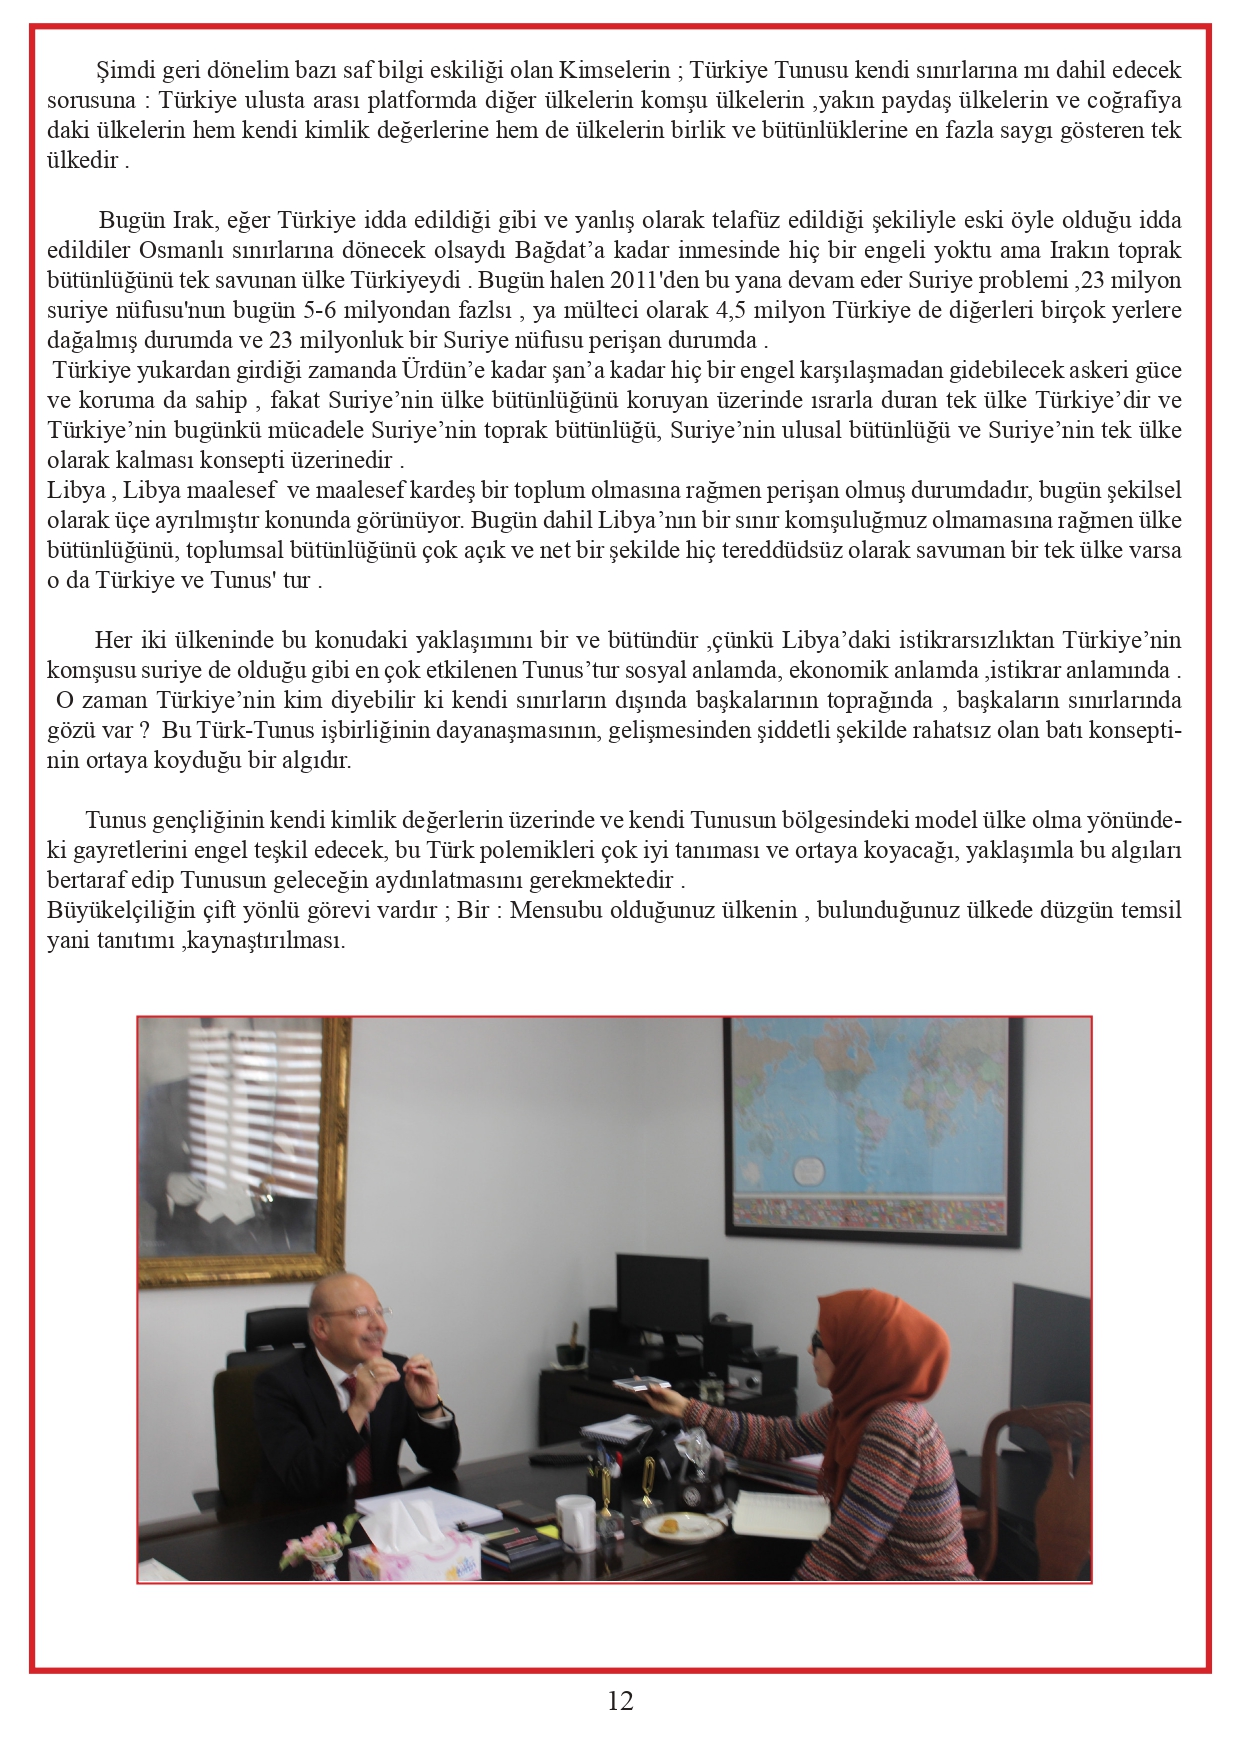 Şimdi geri dönelim bazı saf bilgi eskiliği olan Kimselerin ; Türkiye Tunusu kendi sınırlarına mı dahil edecek
sorusuna : Türkiye ulusta arası platformda diğer ülkelerin komşu ülkelerin ,yakın paydaş ülkelerin ve coğrafiya
daki ülkelerin hem kendi kimlik değerlerine hem de ülkelerin birlik ve bütünlüklerine en fazla saygı gösteren tek
ülkedir .
Bugün Irak, eğer Türkiye idda edildiği gibi ve yanlış olarak telafüz edildiği şekiliyle eski öyle olduğu idda
edildiler Osmanlı sınırlarına dönecek olsaydı Bağdat’a kadar inmesinde hiç bir engeli yoktu ama Irakın toprak
bütünlüğünü tek savunan ülke Türkiyeydi . Bugün halen 2011'den bu yana devam eder Suriye problemi ,23 milyon
suriye nüfusu'nun bugün 5-6 milyondan fazlsı , ya mülteci olarak 4,5 milyon Türkiye de diğerleri birçok yerlere
dağalmış durumda ve 23 milyonluk bir Suriye nüfusu perişan durumda .
Türkiye yukardan girdiği zamanda Ürdün’e kadar şan’a kadar hiç bir engel karşılaşmadan gidebilecek askeri güce
ve koruma da sahip , fakat Suriye’nin ülke bütünlüğünü koruyan üzerinde ısrarla duran tek ülke Türkiye’dir ve
Türkiye’nin bugünkü mücadele Suriye’nin toprak bütünlüğü, Suriye’nin ulusal bütünlüğü ve Suriye’nin tek ülke
olarak kalması konsepti üzerinedir .
Libya , Libya maalesef ve maalesef kardeş bir toplum olmasına rağmen perişan olmuş durumdadır, bugün şekilsel
olarak üçe ayrılmıştır konunda görünüyor. Bugün dahil Libya’nın bir sınır komşuluğmuz olmamasına rağmen ülke
bütünlüğünü, toplumsal bütünlüğünü çok açık ve net bir şekilde hiç tereddüdsüz olarak savuman bir tek ülke varsa
o da Türkiye ve Tunus' tur .
Her iki ülkeninde bu konudaki yaklaşımını bir ve bütündür ,çünkü Libya’daki istikrarsızlıktan Türkiye’nin
komşusu suriye de olduğu gibi en çok etkilenen Tunus’tur sosyal anlamda, ekonomik anlamda ,istikrar anlamında .
O zaman Türkiye’nin kim diyebilir ki kendi sınırların dışında başkalarının toprağında , başkaların sınırlarında
gözü var ? Bu Türk-Tunus işbirliğinin dayanaşmasının, gelişmesinden şiddetli şekilde rahatsız olan batı konsepti-
nin ortaya koyduğu bir algıdır.
Tunus gençliğinin kendi kimlik değerlerin üzerinde ve kendi Tunusun bölgesindeki model ülke olma yönünde-
ki gayretlerini engel teşkil edecek, bu Türk polemikleri çok iyi tanıması ve ortaya koyacağı, yaklaşımla bu algıları
bertaraf edip Tunusun geleceğin aydınlatmasını gerekmektedir .
Büyükelçiliğin çift yönlü görevi vardır ; Bir : Mensubu olduğunuz ülkenin , bulunduğunuz ülkede düzgün temsil
yani tanıtımı ,kaynaştırılması.
12